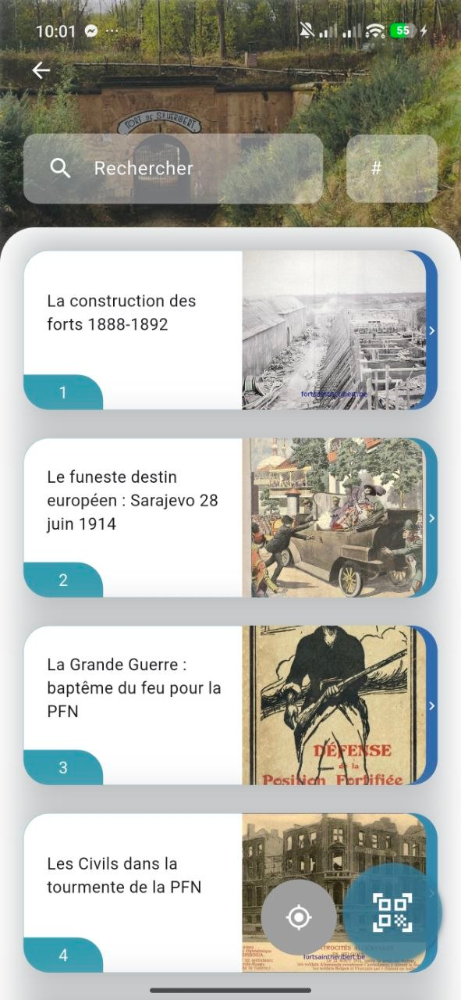 10:01
55
FORT DE St HERIBERT
Rechercher
#
La construction des
forts 1888-1892
fortsaintheribert.be
1
Le funeste destin
européen : Sarajevo 28
juin 1914
2
La Grande Guerre :
baptême du feu pour la
PFN
DÉFENSE
de la
Position Fortifiée
3
Les Civils dans la
tourmente de la PFN
fortsaintheribert.be
4